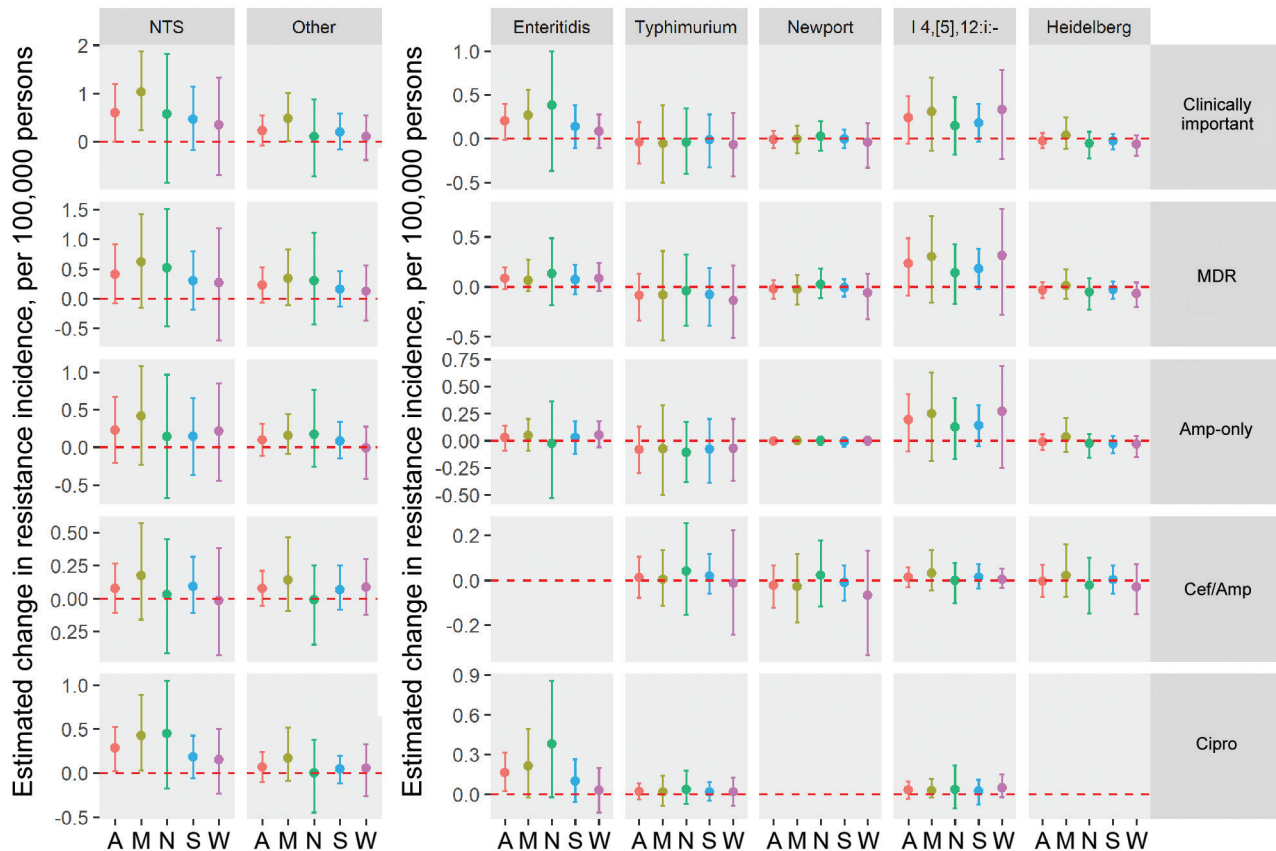 NTS
Other
Enteritidis
Typhimurium
Newport
I 4,[5],12:i:-
Heidelberg
Estimated change in resistance incidence, per 100,000 persons
Estimated change in resistance incidence, per 100,000 persons
2
1
0
1.0
0.5
0.0
-0.5
Clinically
important
1.5
1.0
0.5
0.0
-0.5
0.5
0.0
-0.5
MDR
1.0
0.5
0.0
-0.5
0.75
0.50
0.25
0.00
-0.25
-0.50
Amp-only
0.50
0.25
0.00
0.25
0.2
0.0
-0.2
Cef/Amp
1.0
0.5
0.0
-0.5
0.9
0.6
0.3
0.0
Cipro
A M N S W
A M N S W
A M N S W
A M N S W
A M N S W
A M N S W
A M N S W